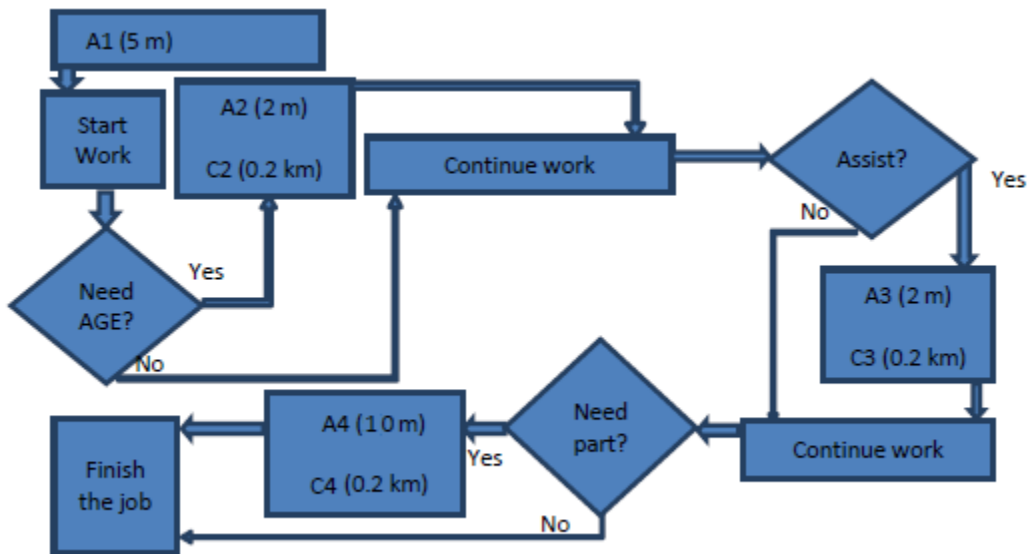 A1 (5 m)
Start
Work
Need
AGE?
Yes
No
A2 (2 m)
C2 (0.2 km)
Continue work
Assist?
Yes
No
A3 (2 m)
C3 (0.2 km)
Continue work
Need
part?
Yes
No
A4 (10 m)
C4 (0.2 km)
Finish
the job